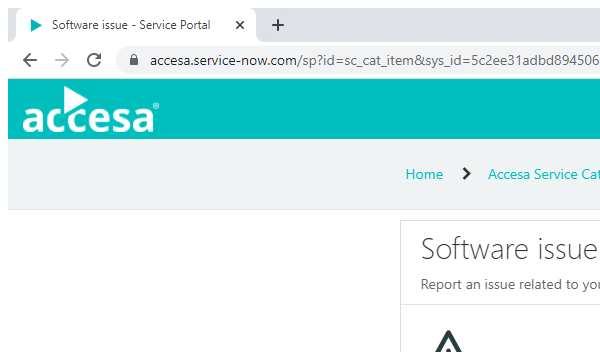 Software issue - Service Portal
accesa.service-now.com/sp?id=sc_cat_item&sys_id=5c2ee31adbd894506
accesa®
Home > Accesa Service Cat
Software issue
Report an issue related to you